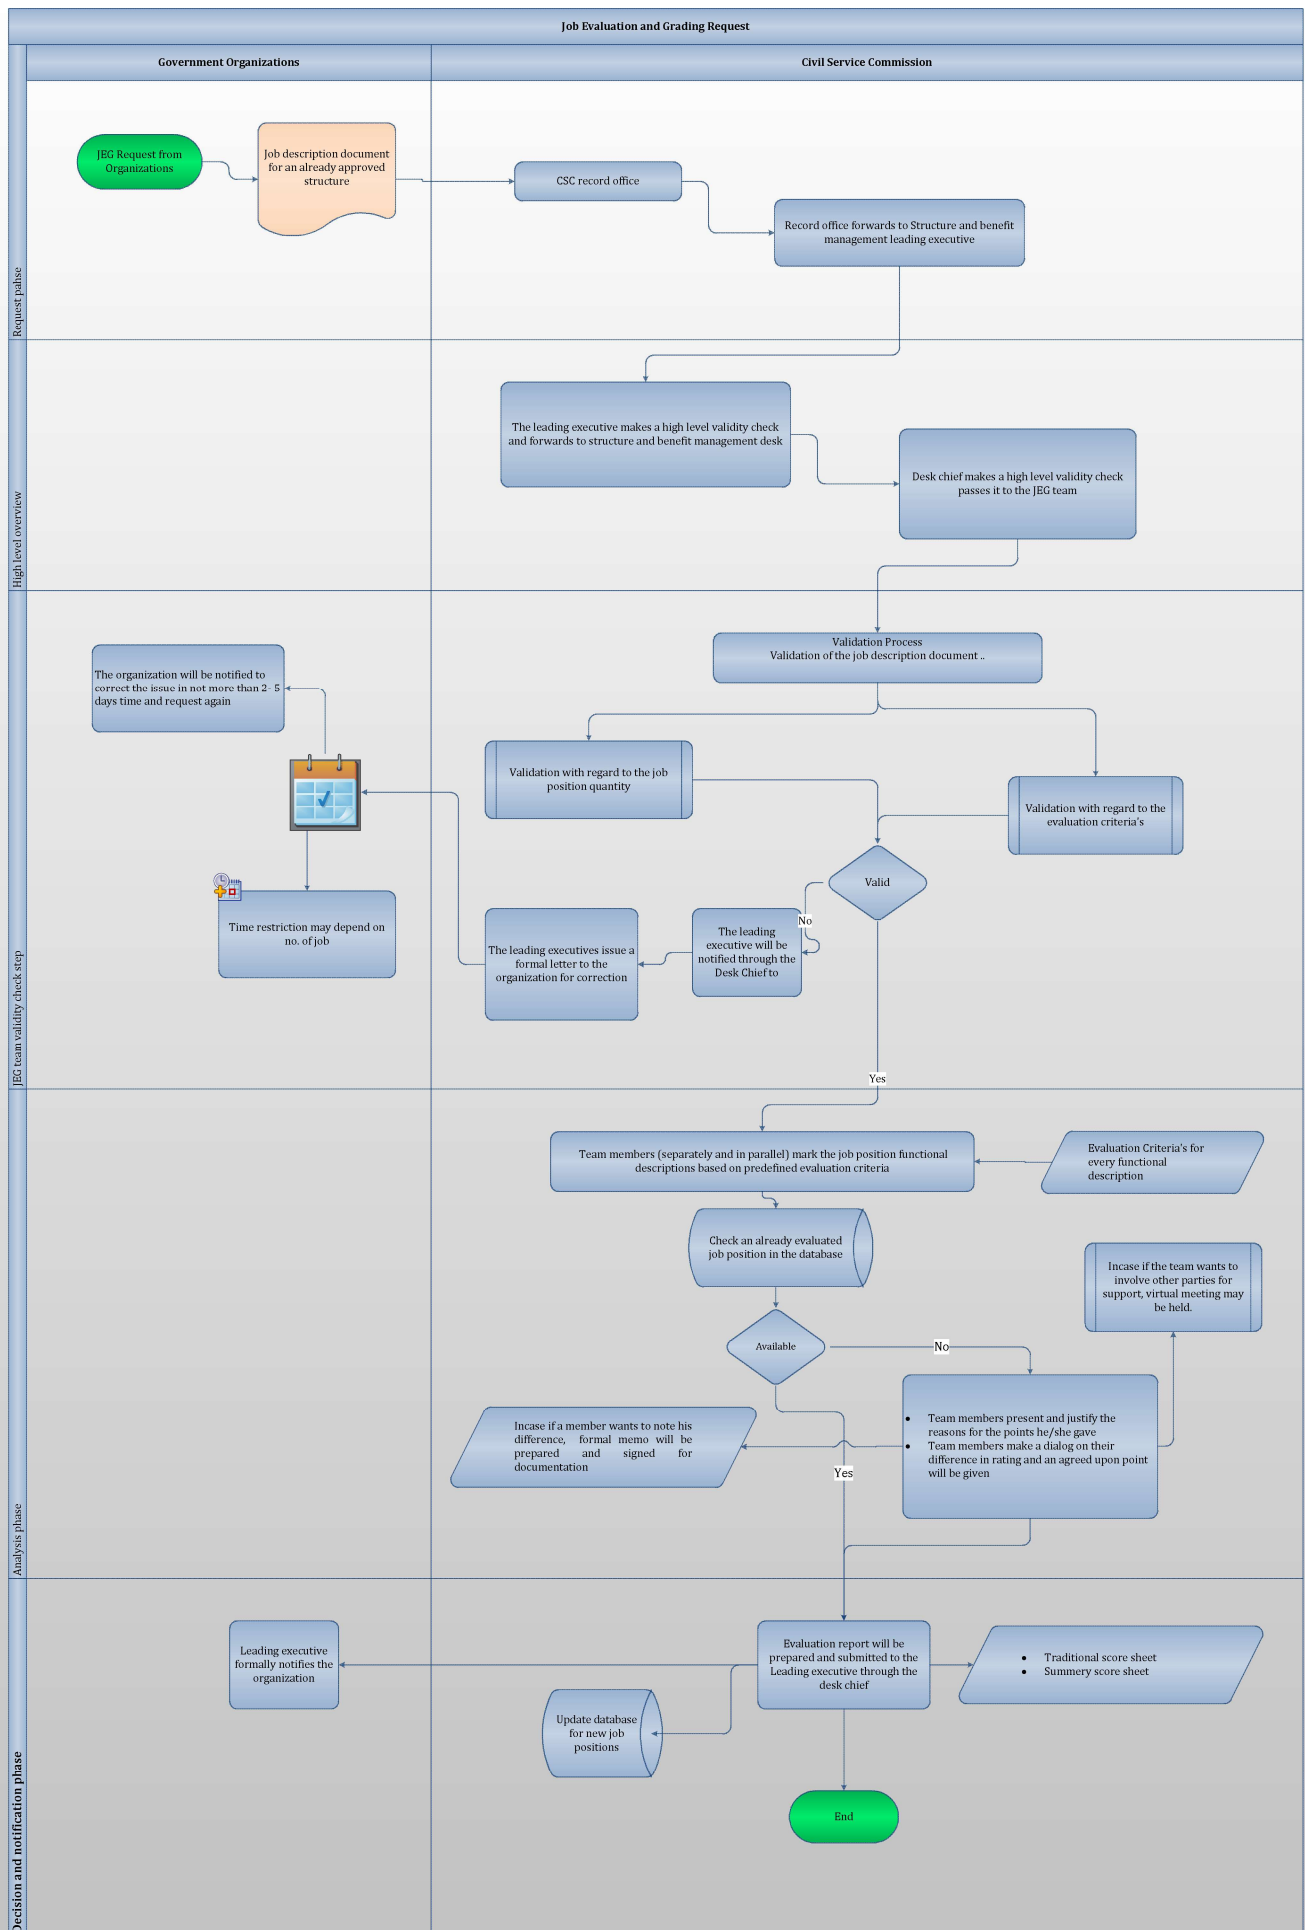 Job Evaluation and Grading Request
Government Organizations
Civil Service Commission
Request pahse
JEG Request from
Organizations
Job description document
for an already approved
structure
CSC record office
Record office forwards to Structure and benefit
management leading executive
High level overview
The leading executive makes a high level validity check
and forwards to structure and benefit management desk
Desk chief makes a high level validity check
passes it to the JEG team
JEG team validity check step
Validation Process
Validation of the job description document ..
The organization will be notified to
correct the issue in not more than 2- 5
days time and request again
Validation with regard to the job
position quantity
Validation with regard to the
evaluation criteria's
Valid
No
The leading
executive will be
notified through the
Desk Chief to
The leading executives issue a
formal letter to the
organization for correction
Time restriction may depend on
no. of job
Yes
Analysis phase
Team members (separately and in parallel) mark the job position functional
descriptions based on predefined evaluation criteria
Evaluation Criteria's for
every functional
description
Check an already evaluated
job position in the database
Incase if the team wants to
involve other parties for
support, virtual meeting may
be held.
Available
No
• Team members present and justify the
reasons for the points he/she gave
• Team members make a dialog on their
difference in rating and an agreed upon point
will be given
Incase if a member wants to note his
difference, formal memo will be
prepared and signed for
documentation
Yes
Decision and notification phase
Leading executive
formally notifies the
organization
Evaluation report will be
prepared and submitted to the
Leading executive through the
desk chief
• Traditional score sheet
• Summery score sheet
Update database
for new job
positions
End